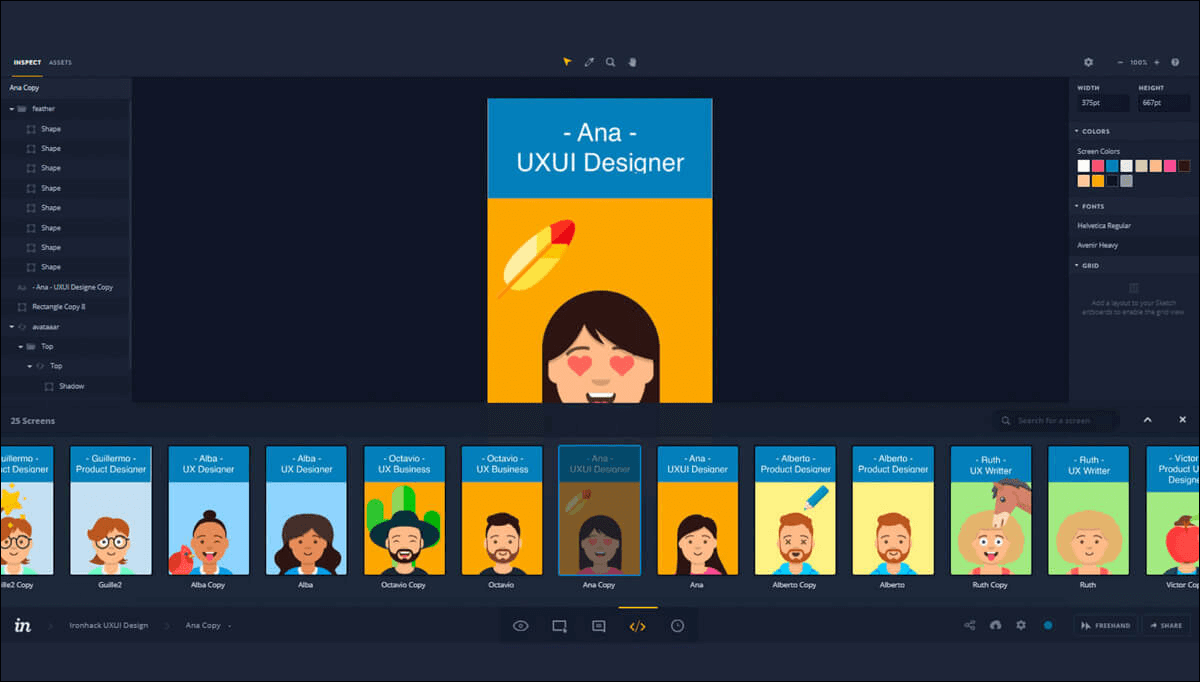 INSPECT ASSETS
100%
Ana Copy
feather
Shape
Shape
Shape
Shape
Shape
Shape
Shape
Shape
Aa - Ana - UXUI Designe Copy
Rectangle Copy 8
avataaar
Top
Top
Shadow
- Ana -
UXUI Designer
WIDTH HEIGHT
375pt 667pt
COLORS
Screen Colors
FONTS
Helvetica Regular
Avenir Heavy
GRID
Add a layout to your Sketch
artboards to enable the grid view.
25 Screens
Search for a screen
uillermo -
uct Designer
ille2 Copy
- Guillermo -
Product Designer
Guille2
- Alba -
UX Designer
Alba Copy
- Alba -
UX Designer
Alba
- Octavio -
UX Business
Octavio Copy
- Octavio -
UX Business
Octavio
- Ana -
UXUI Designer
Ana Copy
- Ana -
UXUI Designer
Ana
- Alberto -
Product Designer
Alberto Copy
- Alberto -
Product Designer
Alberto
- Ruth -
UX Writter
Ruth Copy
- Ruth -
UX Writter
Ruth
- Victor
Product U
Designe
Victor Cop
in
Ironhack UXUI Design
Ana Copy
FREEHAND
SHARE